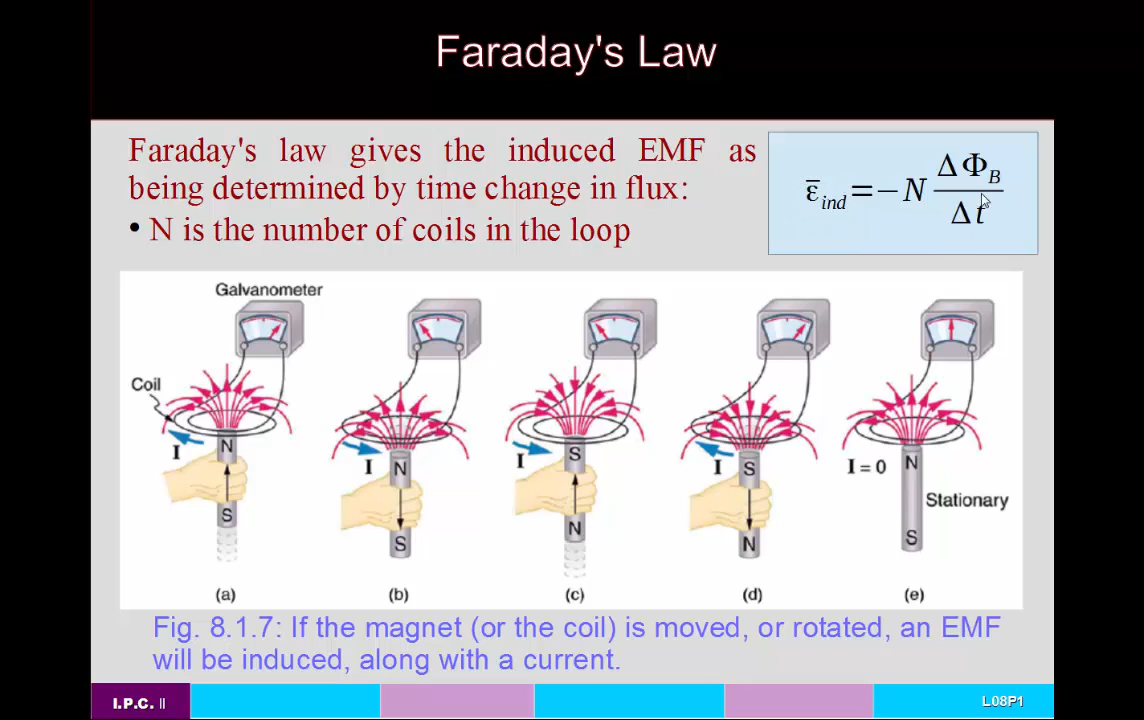 Faraday's Law
Faraday's law gives the induced EMF as
being determined by time change in flux:
• N is the number of coils in the loop
ε̅ind = −N ΔΦB / Δt
Galvanometer
Coil
I
N
S
(a)
I
N
S
(b)
I
S
N
(c)
I
S
N
(d)
I = 0
N
Stationary
S
(e)
Fig. 8.1.7: If the magnet (or the coil) is moved, or rotated, an EMF
will be induced, along with a current.
I.P.C. II
L08P1